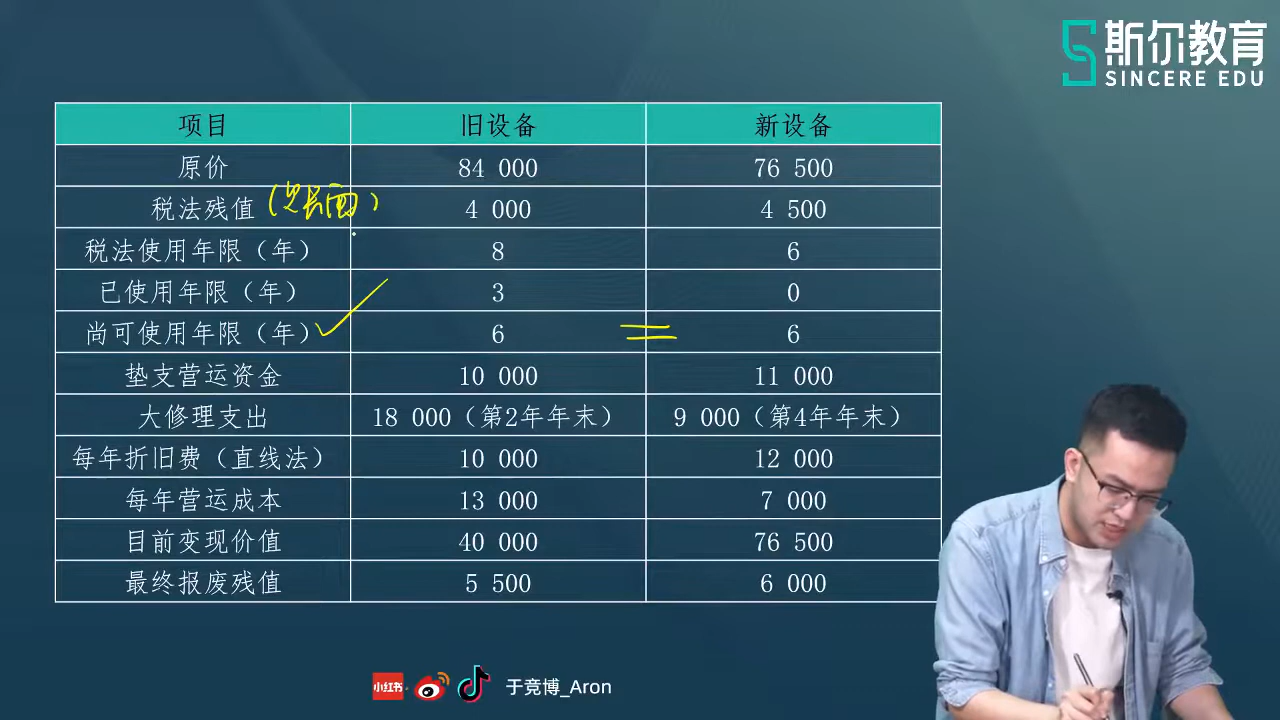 斯尔教育
SINCERE EDU
项目 旧设备 新设备
原价 84 000 76 500
税法残值 4 000 4 500
税法使用年限（年） 8 6
已使用年限（年） 3 0
尚可使用年限（年） 6 = 6
垫支营运资金 10 000 11 000
大修理支出 18 000（第2年年末） 9 000（第4年年末）
每年折旧费（直线法） 10 000 12 000
每年营运成本 13 000 7 000
目前变现价值 40 000 76 500
最终报废残值 5 500 6 000
小红书 于竞博_Aron